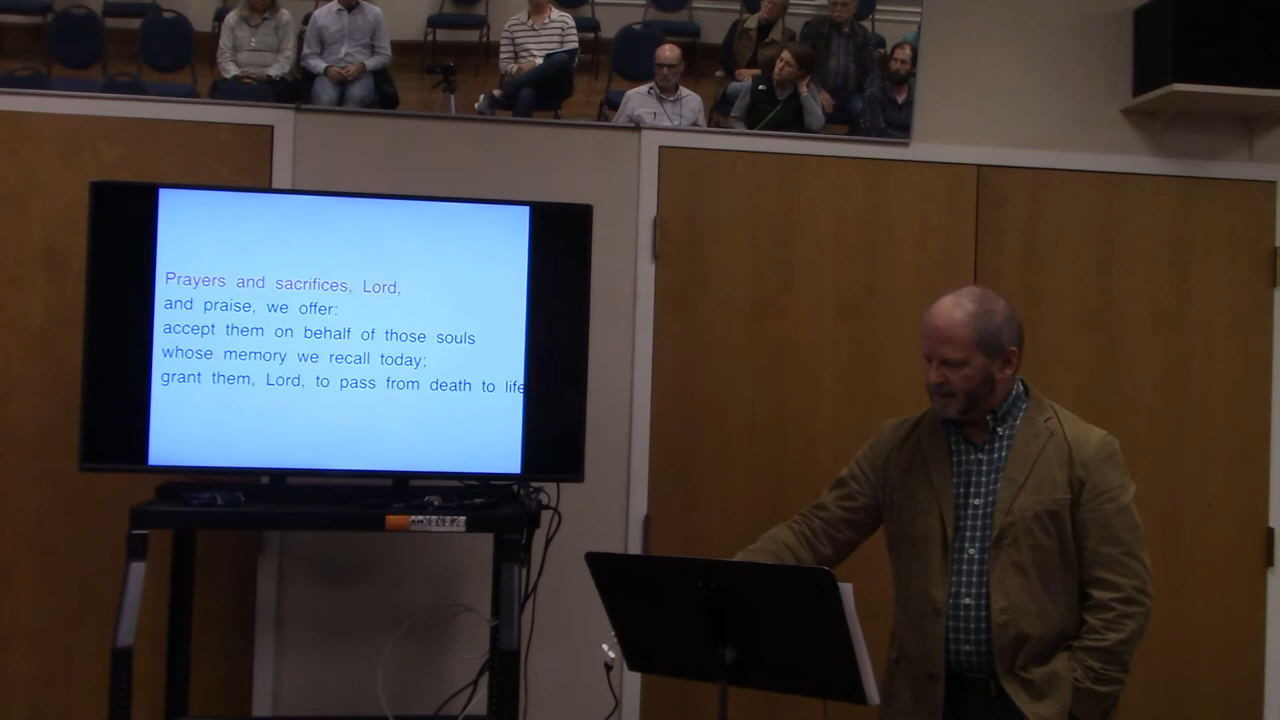 Prayers and sacrifices, Lord,
and praise, we offer:
accept them on behalf of those souls
whose memory we recall today;
grant them, Lord, to pass from death to life